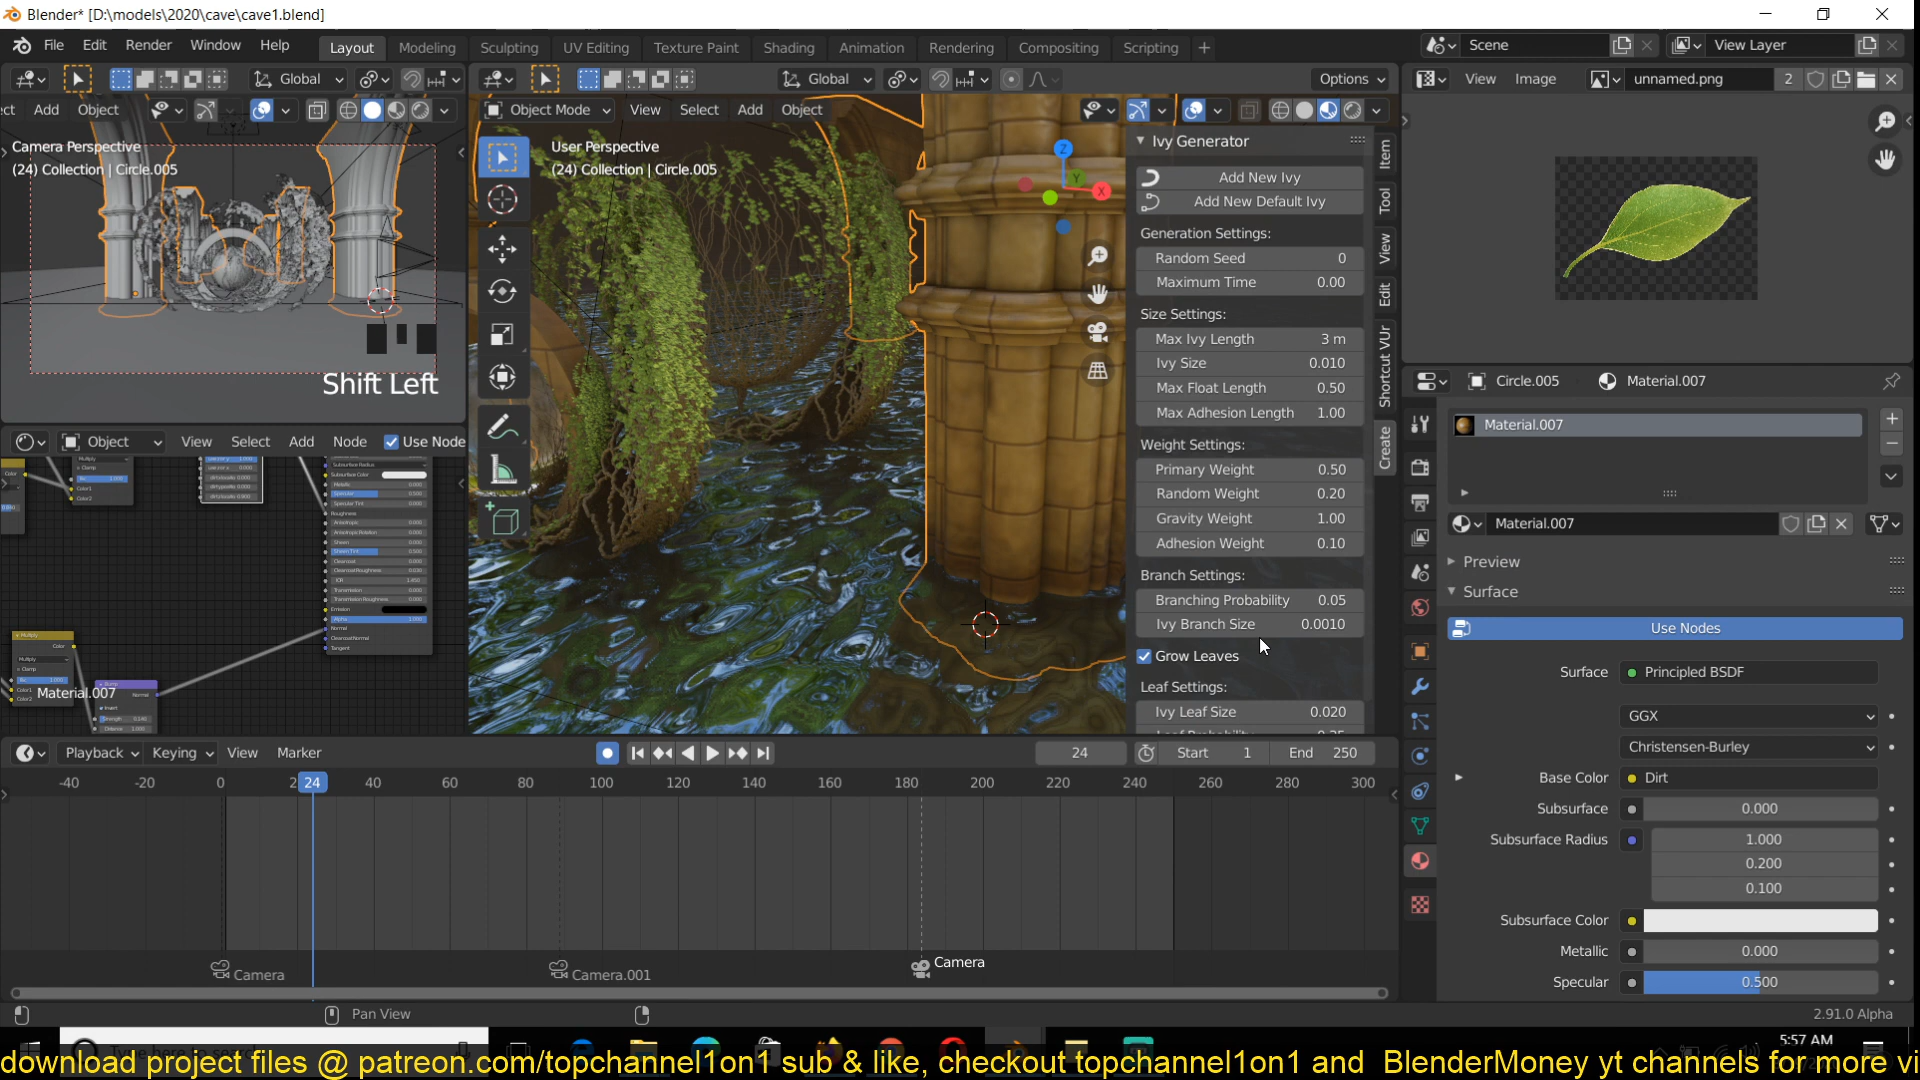 Blender* [D:\models\2020\cave\cave1.blend]
File Edit Render Window Help
Layout Modeling Sculpting UV Editing Texture Paint Shading Animation Rendering Compositing Scripting +
Scene View Layer
Global
Global Options
View Image unnamed.png 2
Add Object
Object Mode View Select Add Object
Camera Perspective
(24) Collection | Circle.005
Shift Left
User Perspective
(24) Collection | Circle.005
Z
Y
X
Ivy Generator
Add New Ivy
Add New Default Ivy
Generation Settings:
Random Seed 0
Maximum Time 0.00
Size Settings:
Max Ivy Length 3 m
Ivy Size 0.010
Max Float Length 0.50
Max Adhesion Length 1.00
Weight Settings:
Primary Weight 0.50
Random Weight 0.20
Gravity Weight 1.00
Adhesion Weight 0.10
Branch Settings:
Branching Probability 0.05
Ivy Branch Size 0.0010
Grow Leaves
Leaf Settings:
Ivy Leaf Size 0.020
Item
Tool
View
Edit
Shortcut VUr
Create
Object View Select Add Node Use Node
Material.007
Circle.005 Material.007
Material.007
Material.007
Preview
Surface
Use Nodes
Surface Principled BSDF
GGX
Christensen-Burley
Base Color Dirt
Subsurface 0.000
Subsurface Radius 1.000
0.200
0.100
Subsurface Color
Metallic 0.000
Specular 0.500
Playback Keying View Marker
24 Start 1 End 250
-40 -20 0 2 24 40 60 80 100 120 140 160 180 200 220 240 260 280 300
Camera Camera.001 Camera
Pan View
2.91.0 Alpha
5:57 AM
download project files @ patreon.com/topchannel1on1 sub & like, checkout topchannel1on1 and BlenderMoney yt channels for more vi